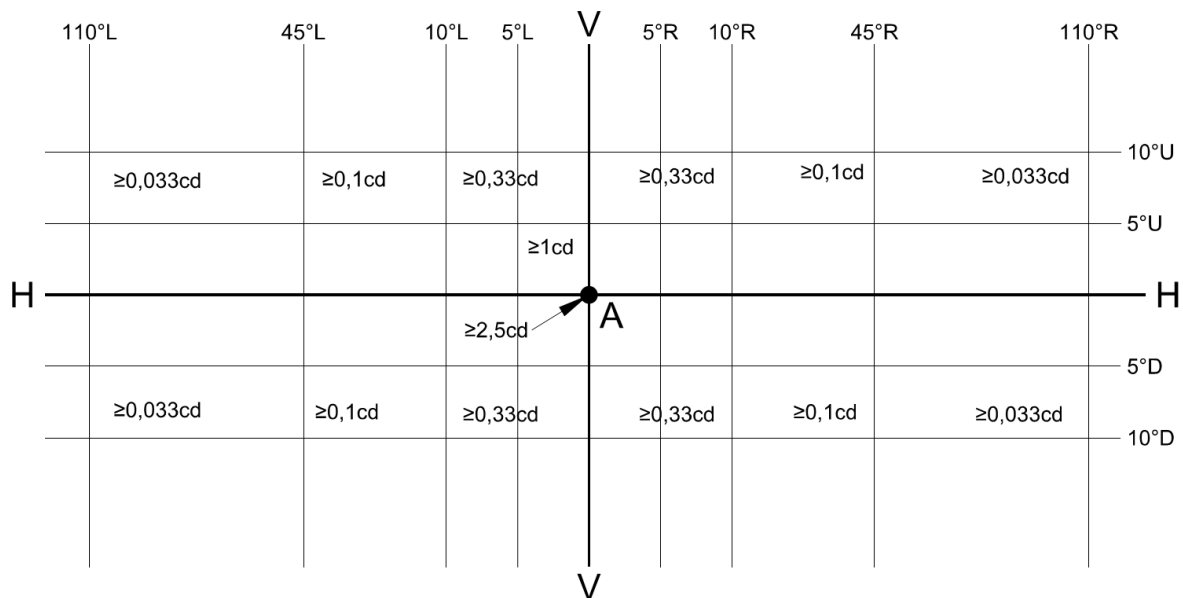 V
110°L 45°L 10°L 5°L 5°R 10°R 45°R 110°R
10°U
≥0,033cd ≥0,1cd ≥0,33cd ≥0,33cd ≥0,1cd ≥0,033cd
5°U
≥1cd
H H
A
≥2,5cd
5°D
≥0,033cd ≥0,1cd ≥0,33cd ≥0,33cd ≥0,1cd ≥0,033cd
10°D
V